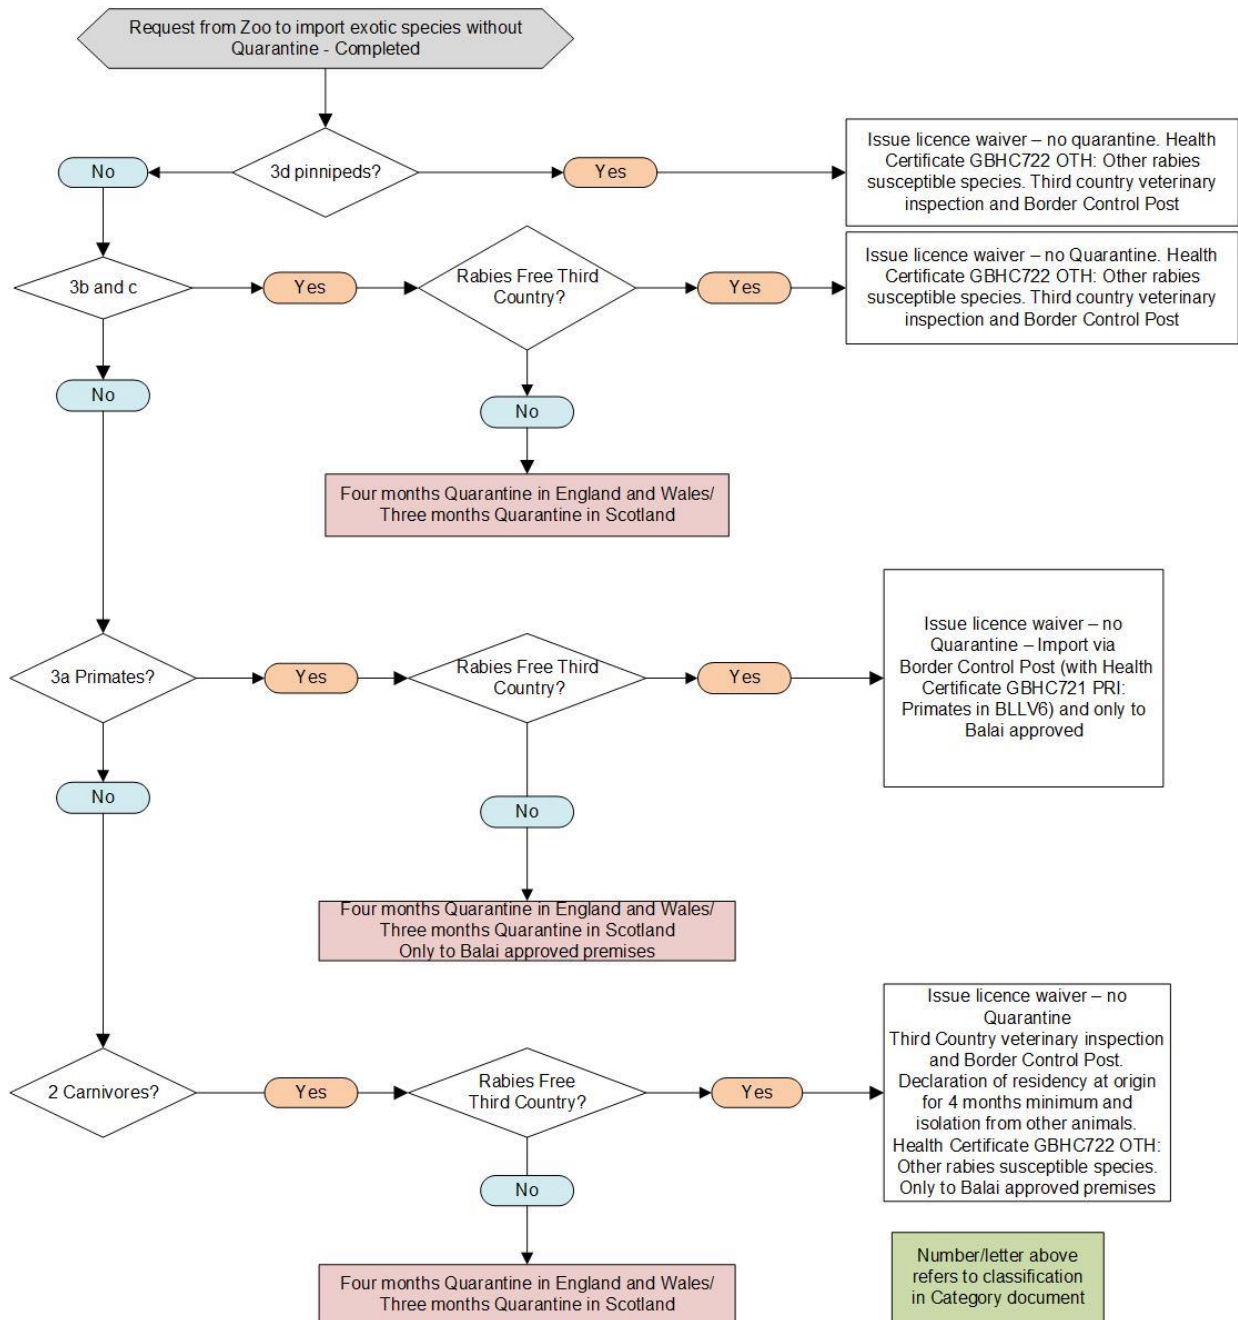 Request from Zoo to import exotic species without
Quarantine - Completed
No
3d pinnipeds?
Yes
Issue licence waiver – no quarantine. Health
Certificate GBHC722 OTH: Other rabies
susceptible species. Third country veterinary
inspection and Border Control Post
3b and c
Yes
Rabies Free Third
Country?
Yes
Issue licence waiver – no Quarantine. Health
Certificate GBHC722 OTH: Other rabies
susceptible species. Third country veterinary
inspection and Border Control Post
No
No
Four months Quarantine in England and Wales/
Three months Quarantine in Scotland
3a Primates?
Yes
Rabies Free Third
Country?
Yes
Issue licence waiver – no
Quarantine – Import via
Border Control Post (with Health
Certificate GBHC721 PRI:
Primates in BLLV6) and only to
Balai approved
No
No
Four months Quarantine in England and Wales/
Three months Quarantine in Scotland
Only to Balai approved premises
2 Carnivores?
Yes
Rabies Free
Third Country?
Yes
Issue licence waiver – no
Quarantine
Third Country veterinary inspection
and Border Control Post.
Declaration of residency at origin
for 4 months minimum and
isolation from other animals.
Health Certificate GBHC722 OTH:
Other rabies susceptible species.
Only to Balai approved premises
No
Four months Quarantine in England and Wales/
Three months Quarantine in Scotland
Number/letter above
refers to classification
in Category document